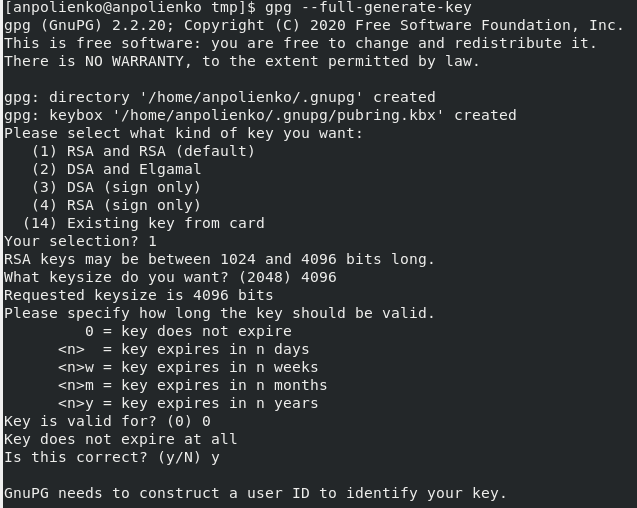 [anpolienko@anpolienko tmp]$ gpg --full-generate-key
gpg (GnuPG) 2.2.20; Copyright (C) 2020 Free Software Foundation, Inc.
This is free software: you are free to change and redistribute it.
There is NO WARRANTY, to the extent permitted by law.

gpg: directory '/home/anpolienko/.gnupg' created
gpg: keybox '/home/anpolienko/.gnupg/pubring.kbx' created
Please select what kind of key you want:
   (1) RSA and RSA (default)
   (2) DSA and Elgamal
   (3) DSA (sign only)
   (4) RSA (sign only)
  (14) Existing key from card
Your selection? 1
RSA keys may be between 1024 and 4096 bits long.
What keysize do you want? (2048) 4096
Requested keysize is 4096 bits
Please specify how long the key should be valid.
         0 = key does not expire
      <n>  = key expires in n days
      <n>w = key expires in n weeks
      <n>m = key expires in n months
      <n>y = key expires in n years
Key is valid for? (0) 0
Key does not expire at all
Is this correct? (y/N) y

GnuPG needs to construct a user ID to identify your key.